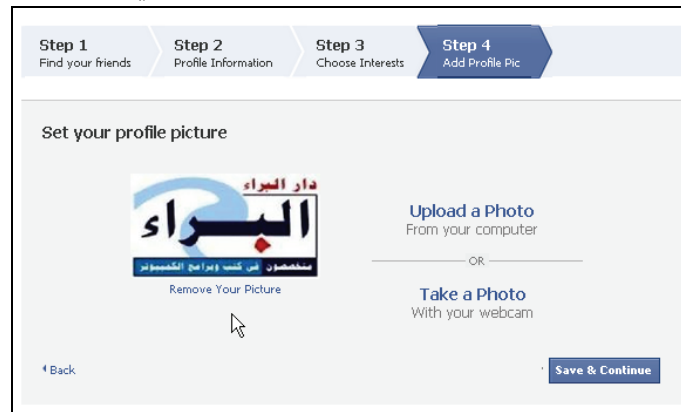 Step 1
Find your friends
Step 2
Profile Information
Step 3
Choose Interests
Step 4
Add Profile Pic
Set your profile picture
دار البراء
البراء
متخصصون فى كتب وبرامج الكمبيوتر
Remove Your Picture
Upload a Photo
From your computer
OR
Take a Photo
With your webcam
Back
Save & Continue